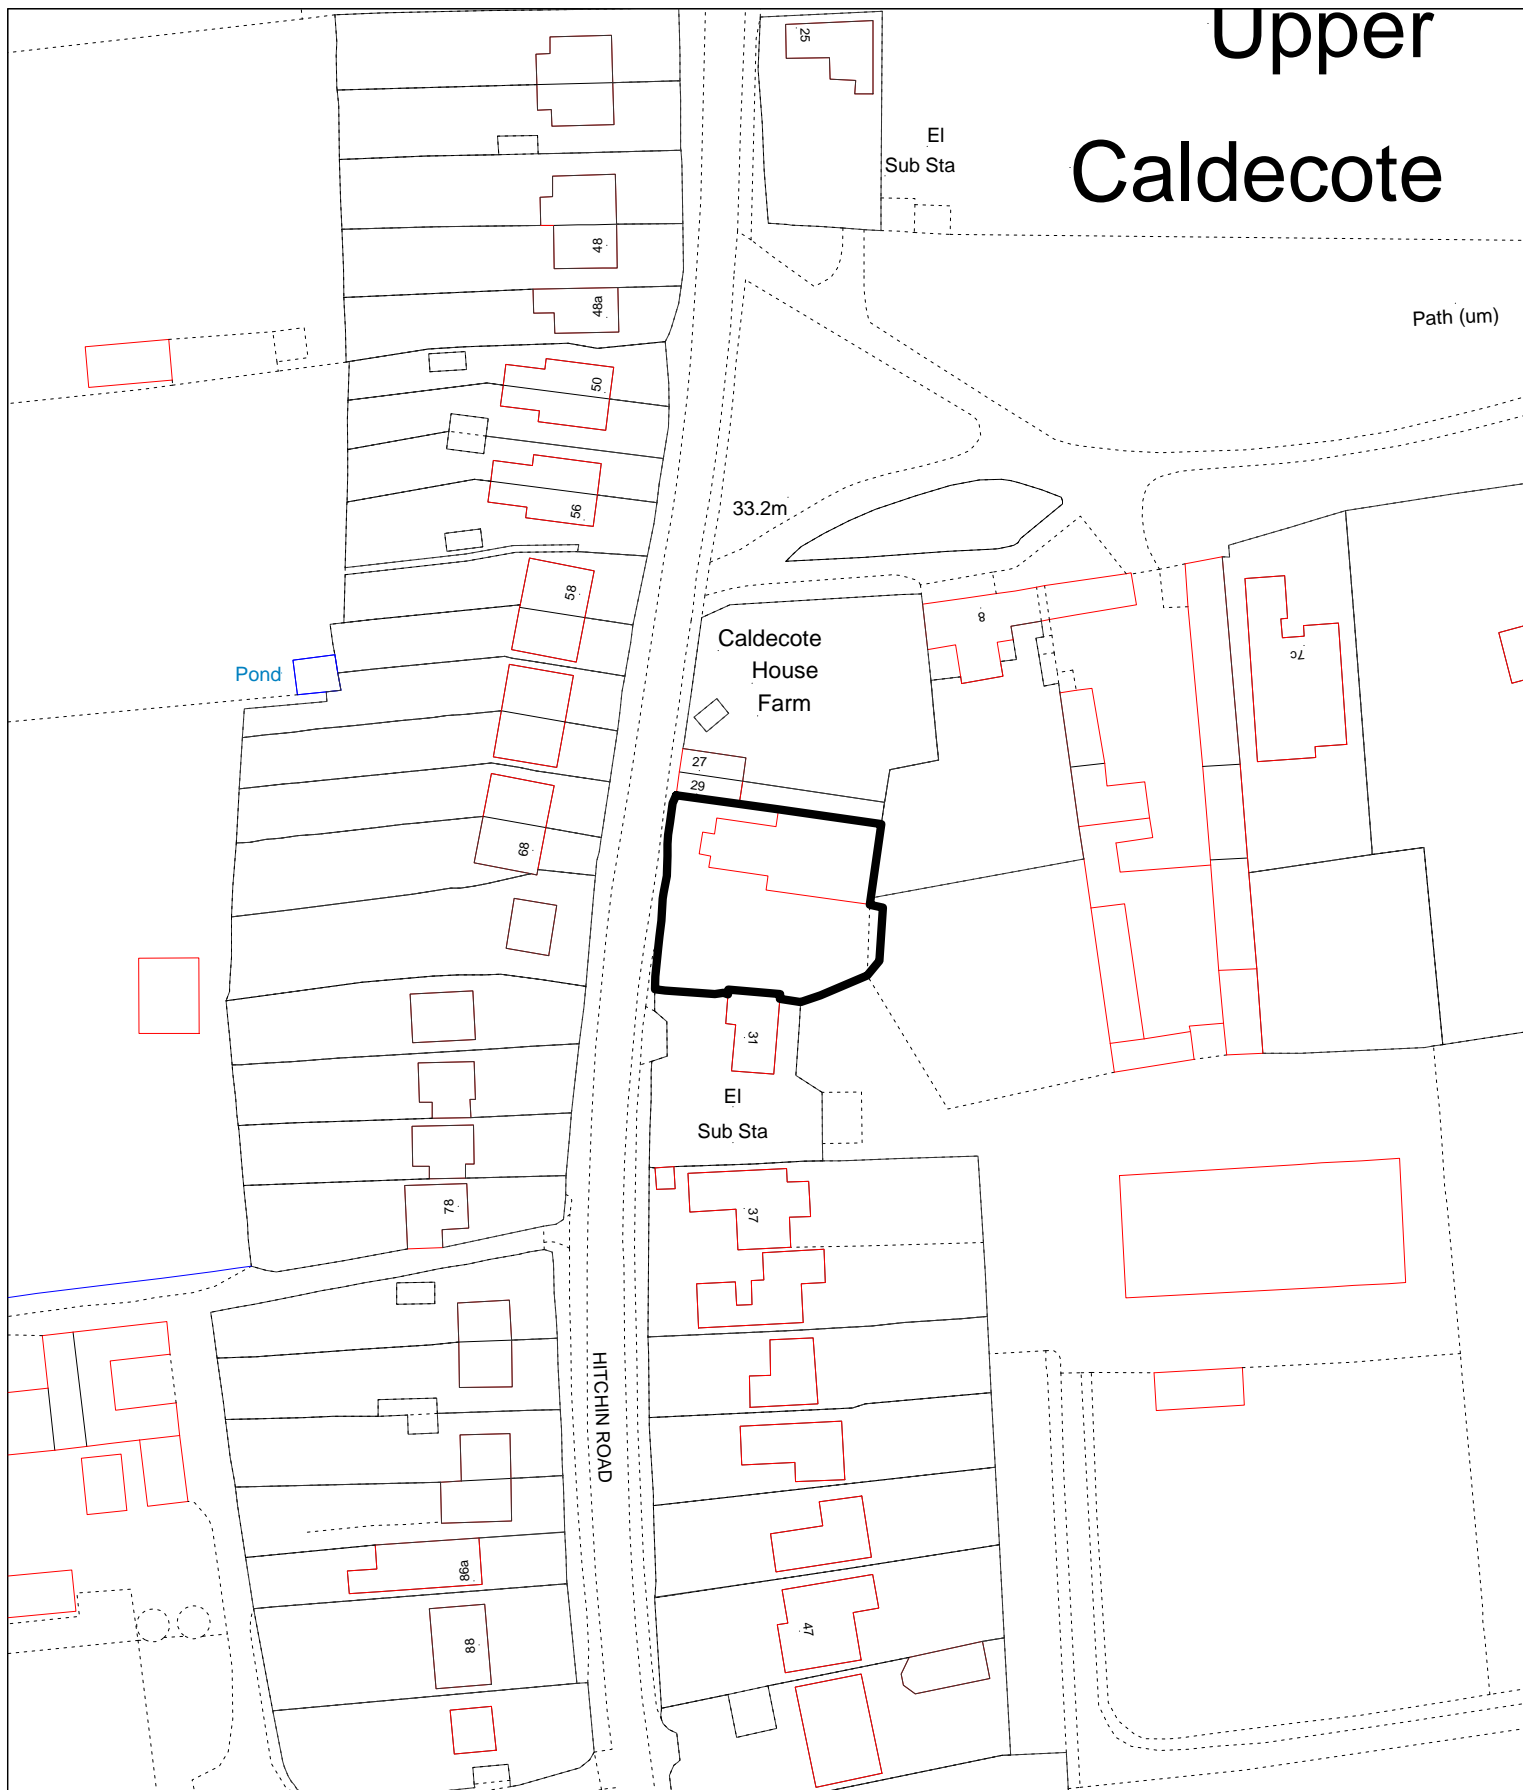 Upper
Caldecote
25
El
Sub Sta
48
48a
Path (um)
50
56
33.2m
58
8
7c
Caldecote
House
Farm
Pond
27
29
68
31
El
Sub Sta
78
37
HITCHIN ROAD
86a
47
88